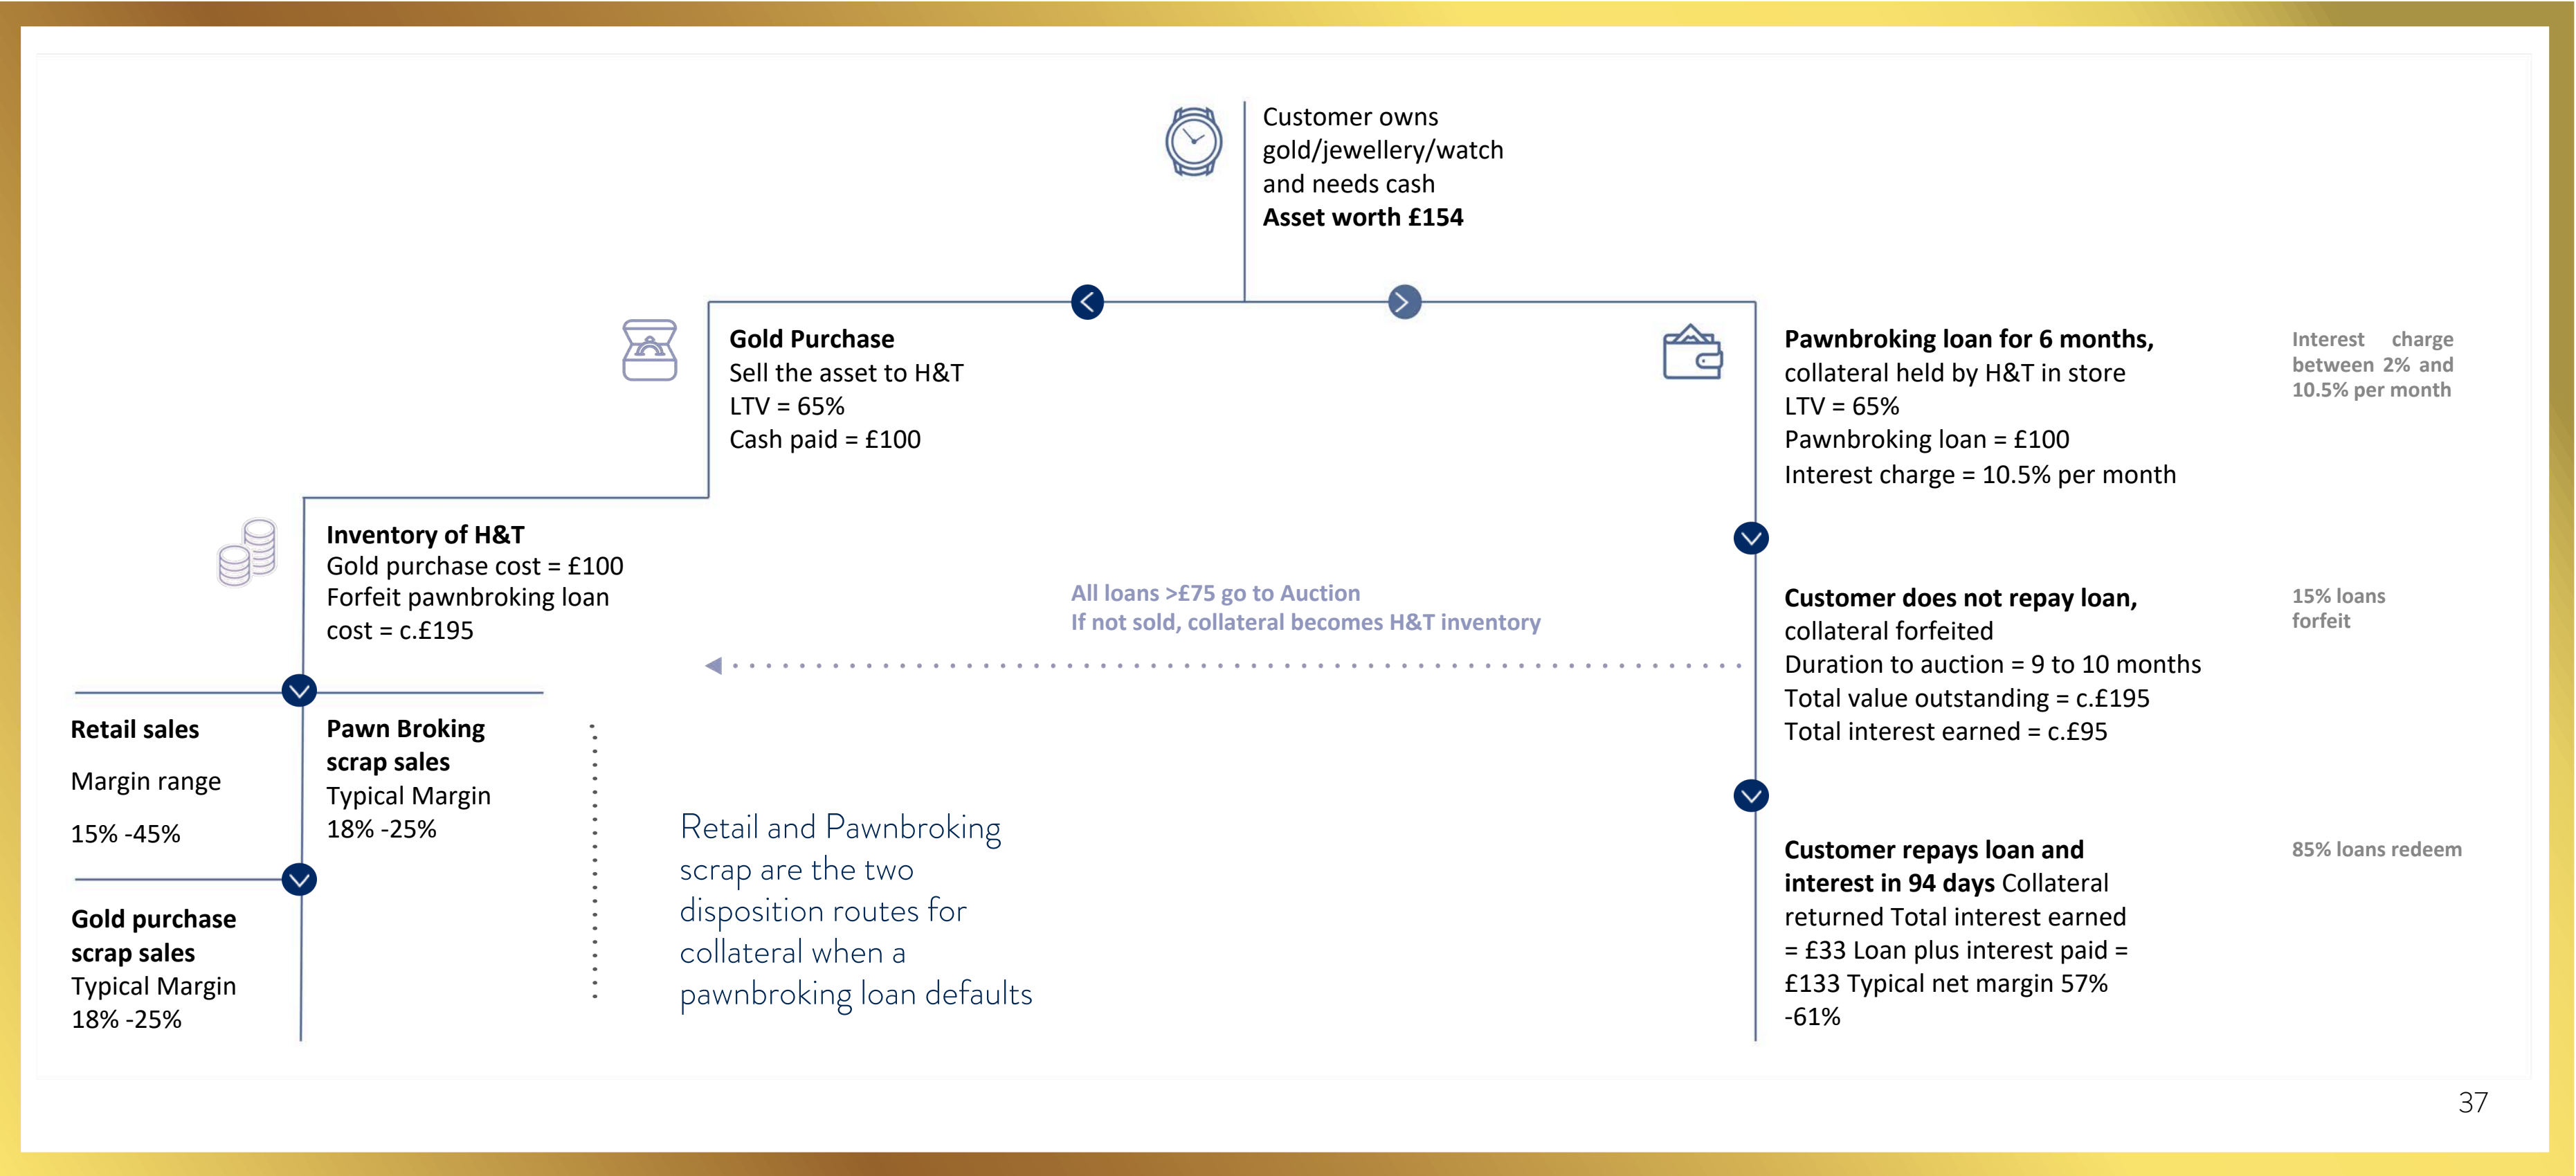 Customer owns
gold/jewellery/watch
and needs cash
Asset worth £154
Gold Purchase
Sell the asset to H&T
LTV = 65%
Cash paid = £100
Pawnbroking loan for 6 months,
collateral held by H&T in store
LTV = 65%
Pawnbroking loan = £100
Interest charge = 10.5% per month
Interest charge
between 2% and
10.5% per month
Inventory of H&T
Gold purchase cost = £100
Forfeit pawnbroking loan
cost = c.£195
All loans >£75 go to Auction
If not sold, collateral becomes H&T inventory
Customer does not repay loan,
collateral forfeited
Duration to auction = 9 to 10 months
Total value outstanding = c.£195
Total interest earned = c.£95
15% loans
forfeit
Retail sales
Margin range
15% -45%
Pawn Broking
scrap sales
Typical Margin
18% -25%
Gold purchase
scrap sales
Typical Margin
18% -25%
Retail and Pawnbroking
scrap are the two
disposition routes for
collateral when a
pawnbroking loan defaults
Customer repays loan and
interest in 94 days Collateral
returned Total interest earned
= £33 Loan plus interest paid =
£133 Typical net margin 57%
-61%
85% loans redeem
37